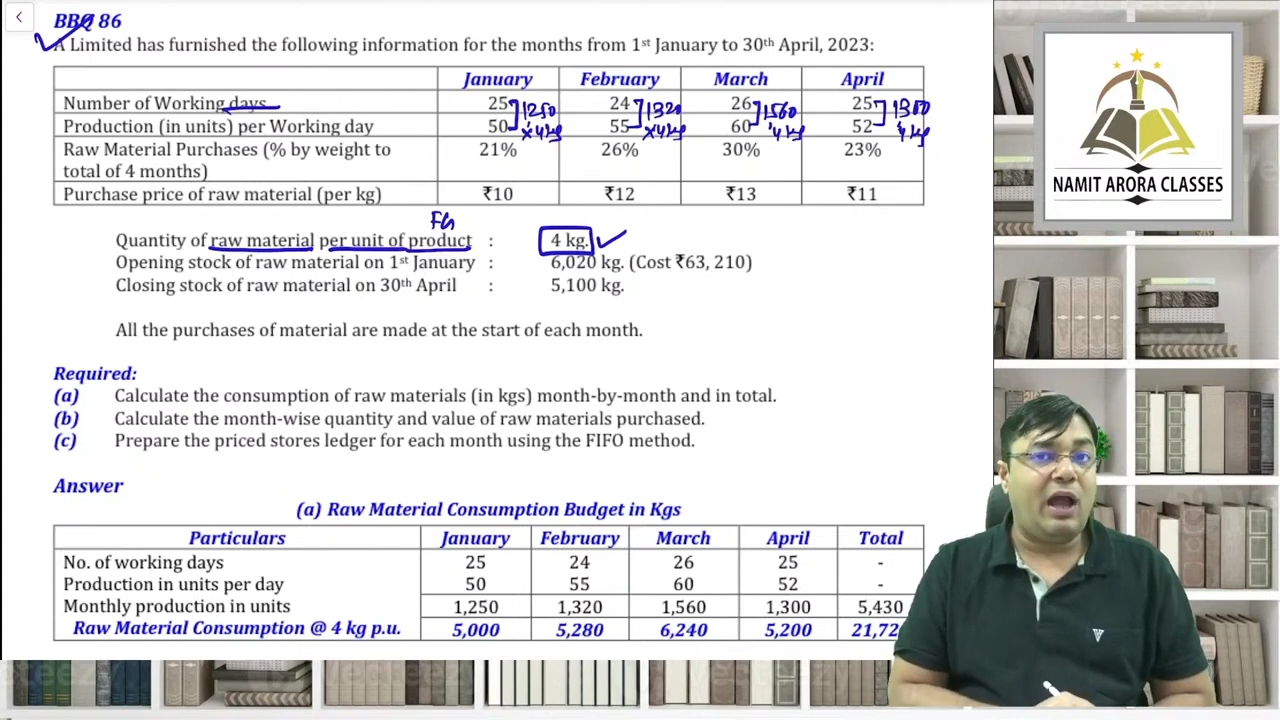 BBQ 86
A Limited has furnished the following information for the months from 1st January to 30th April, 2023:
January February March April
Number of Working days 25 24 26 25
1250 1320 1560 1300
Production (in units) per Working day 50 55 60 52
x4kg x4kg 4kg 4kg
Raw Material Purchases (% by weight to total of 4 months) 21% 26% 30% 23%
Purchase price of raw material (per kg) ₹10 ₹12 ₹13 ₹11
FG
Quantity of raw material per unit of product : 4 kg.
Opening stock of raw material on 1st January : 6,020 kg. (Cost ₹63, 210)
Closing stock of raw material on 30th April : 5,100 kg.
All the purchases of material are made at the start of each month.
Required:
(a) Calculate the consumption of raw materials (in kgs) month-by-month and in total.
(b) Calculate the month-wise quantity and value of raw materials purchased.
(c) Prepare the priced stores ledger for each month using the FIFO method.
Answer
(a) Raw Material Consumption Budget in Kgs
Particulars January February March April Total
No. of working days 25 24 26 25 -
Production in units per day 50 55 60 52 -
Monthly production in units 1,250 1,320 1,560 1,300 5,430
Raw Material Consumption @ 4 kg p.u. 5,000 5,280 6,240 5,200 21,72
NAMIT ARORA CLASSES